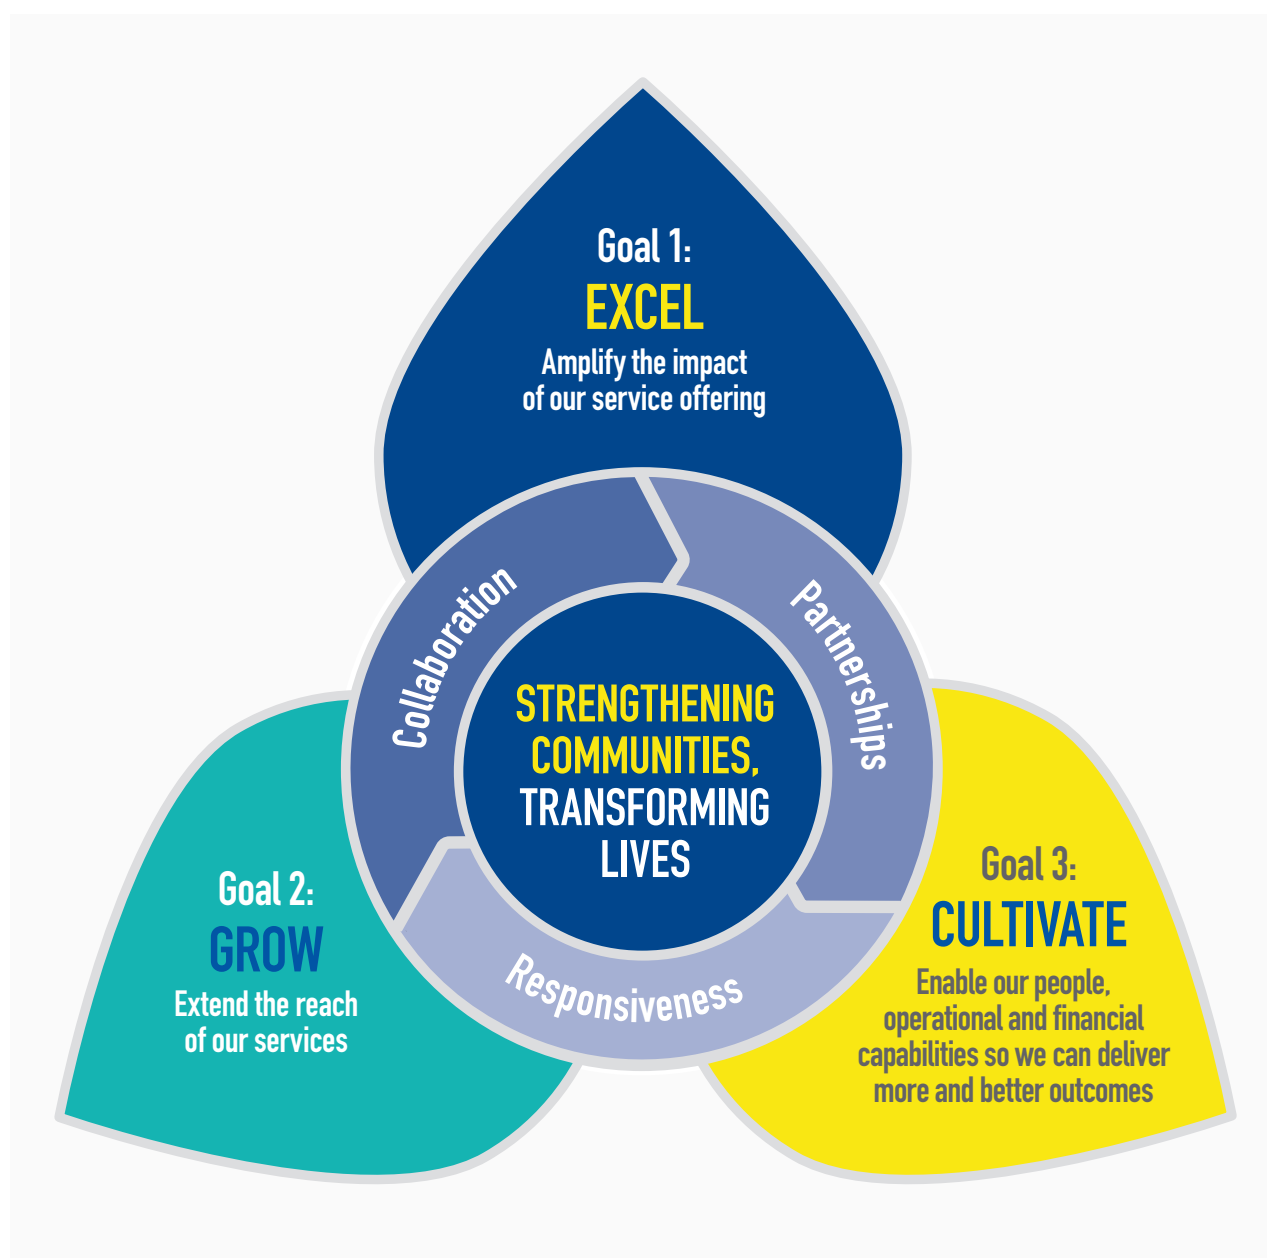 Goal 1:
EXCEL
Amplify the impact
of our service offering
Collaboration
Partnerships
Responsiveness
STRENGTHENING
COMMUNITIES,
TRANSFORMING
LIVES
Goal 2:
GROW
Extend the reach
of our services
Goal 3:
CULTIVATE
Enable our people,
operational and financial
capabilities so we can deliver
more and better outcomes